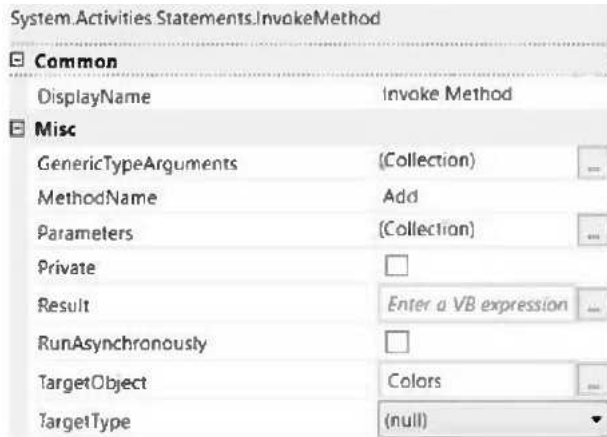 System.Activities.Statements.InvokeMethod
Common
DisplayName Invoke Method
Misc
GenericTypeArguments (Collection) ...
MethodName Add
Parameters (Collection) ...
Private
Result Enter a VB expression ...
RunAsynchronously
TargetObject Colors ...
TargetType (null)